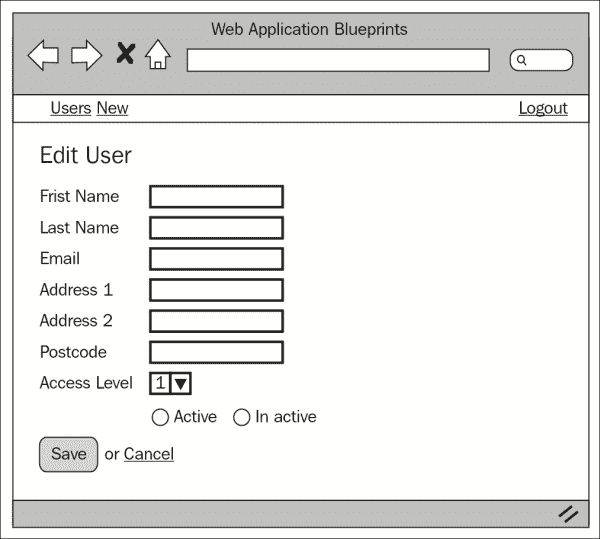 Web Application Blueprints
Users New Logout
Edit User
Frist Name
Last Name
Email
Address 1
Address 2
Postcode
Access Level 1
Active In active
Save or Cancel